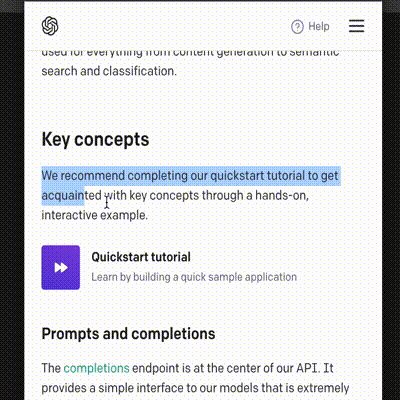 Help
used for everything from content generation to semantic
search and classification.
Key concepts
We recommend completing our quickstart tutorial to get
acquainted with key concepts through a hands-on,
interactive example.
Quickstart tutorial
Learn by building a quick sample application
Prompts and completions
The completions endpoint is at the center of our API. It
provides a simple interface to our models that is extremely